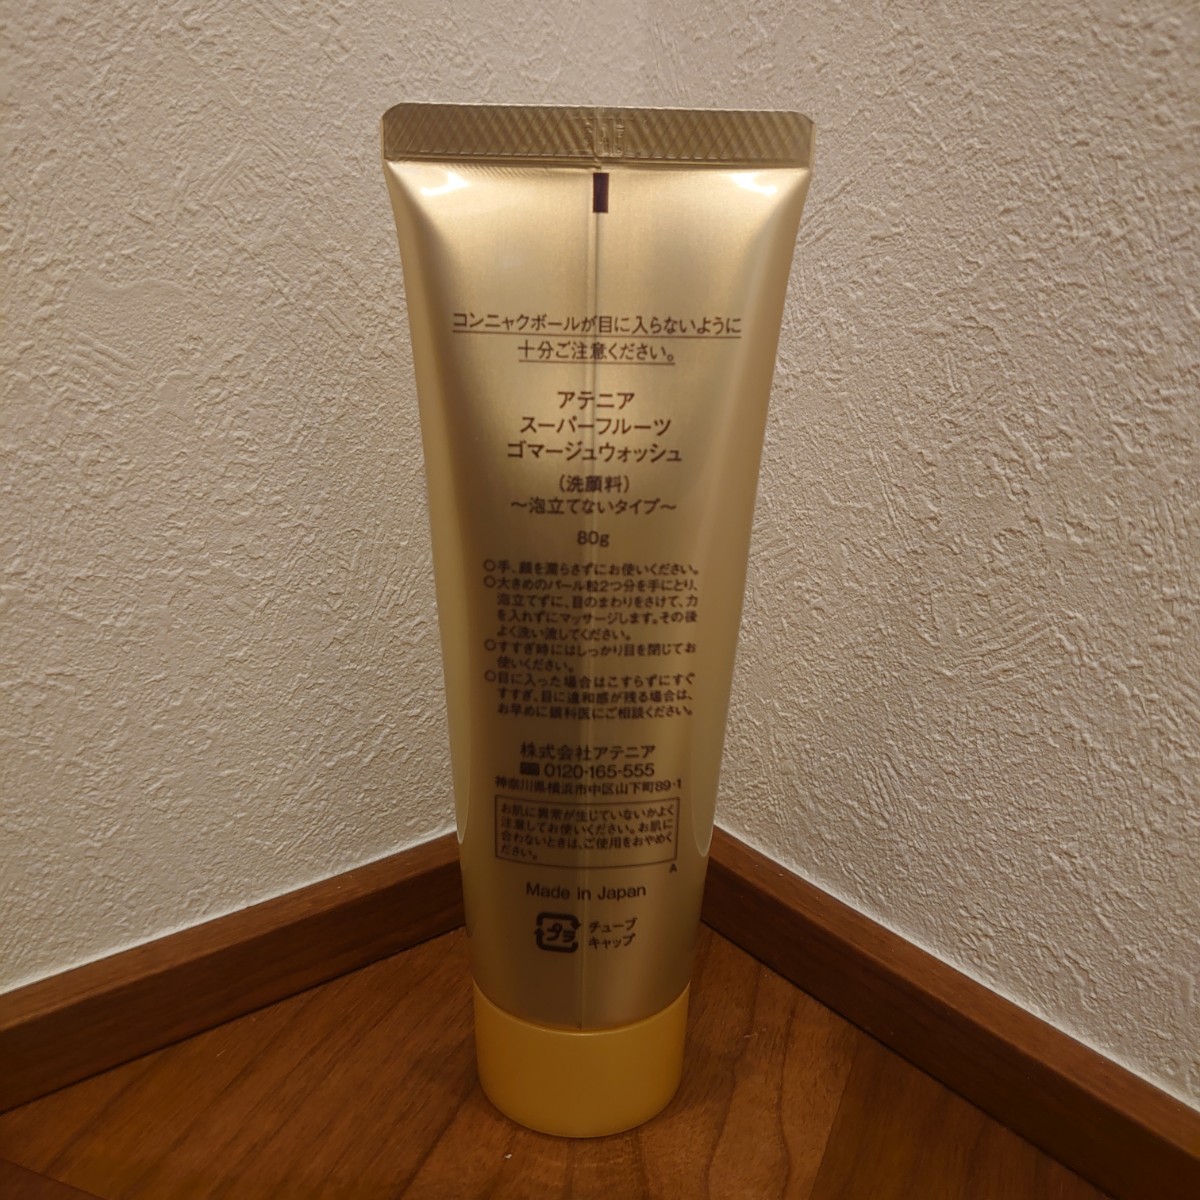 コンニャクボールが目に入らないように
十分ご注意ください。
アテニア
スーパーフルーツ
ゴマージュウォッシュ
(洗顔料)
〜泡立てないタイプ〜
80g
○手、顔を濡らさずにお使いください。
○大きめのパール粒2つ分を手にとり、
泡立てずに、目のまわりをさけて、力
を入れずにマッサージします。その後
よく洗い流してください。
○すすぎ時にはしっかり目を閉じてお
使いください。
○目に入った場合はこすらずにすぐ
すすぎ、目に違和感が残る場合は、
お早めに眼科医にご相談ください。
株式会社アテニア
0120-165-555
神奈川県横浜市中区山下町89-1
お肌に異常が生じていないかよく
注意してお使いください。お肌に
合わないときは、ご使用をおやめく
ださい。
A
Made in Japan
プラ
チューブ
キャップ